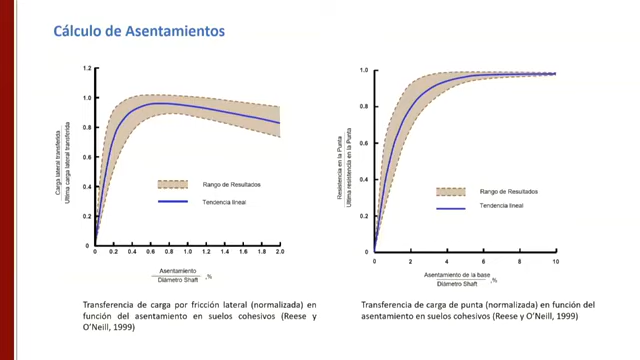 Cálculo de Asentamientos
1.2
1.0
0.8
0.6
0.4
0.2
0
Carga lateral transferida
Ultima carga lateral transferida
Rango de Resultados
Tendencia lineal
0 0.2 0.4 0.6 0.8 1.0 1.2 1.4 1.6 1.8 2.0
Asentamiento
Diámetro Shaft ,%
Transferencia de carga por fricción lateral (normalizada) en
función del asentamiento en suelos cohesivos (Reese y
O'Neill, 1999)
1.0
0.8
0.6
0.4
0.2
0
Resistencia en la Punta
Ultima resistencia en la Punta
Rango de Resultados
Tendencia lineal
0 2 4 6 8 10
Asentamiento de la base
Diámetro Shaft ,%
Transferencia de carga de punta (normalizada) en función del
asentamiento en suelos cohesivos (Reese y O'Neill, 1999)